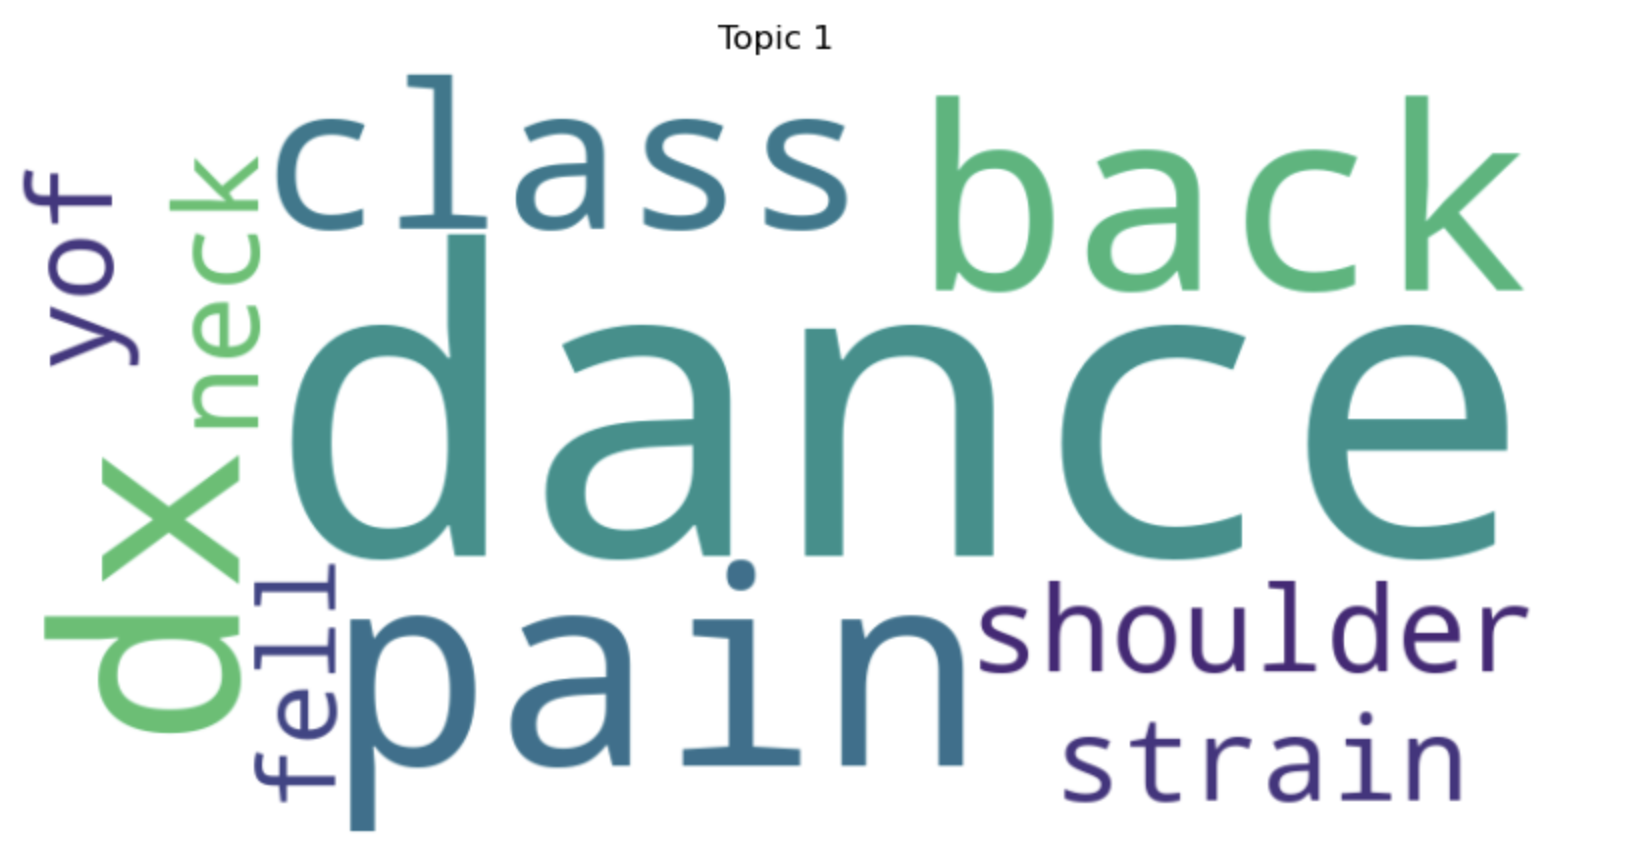 Topic 1
class
back
yof
neck
dance
dx
fell
pain
shoulder
strain